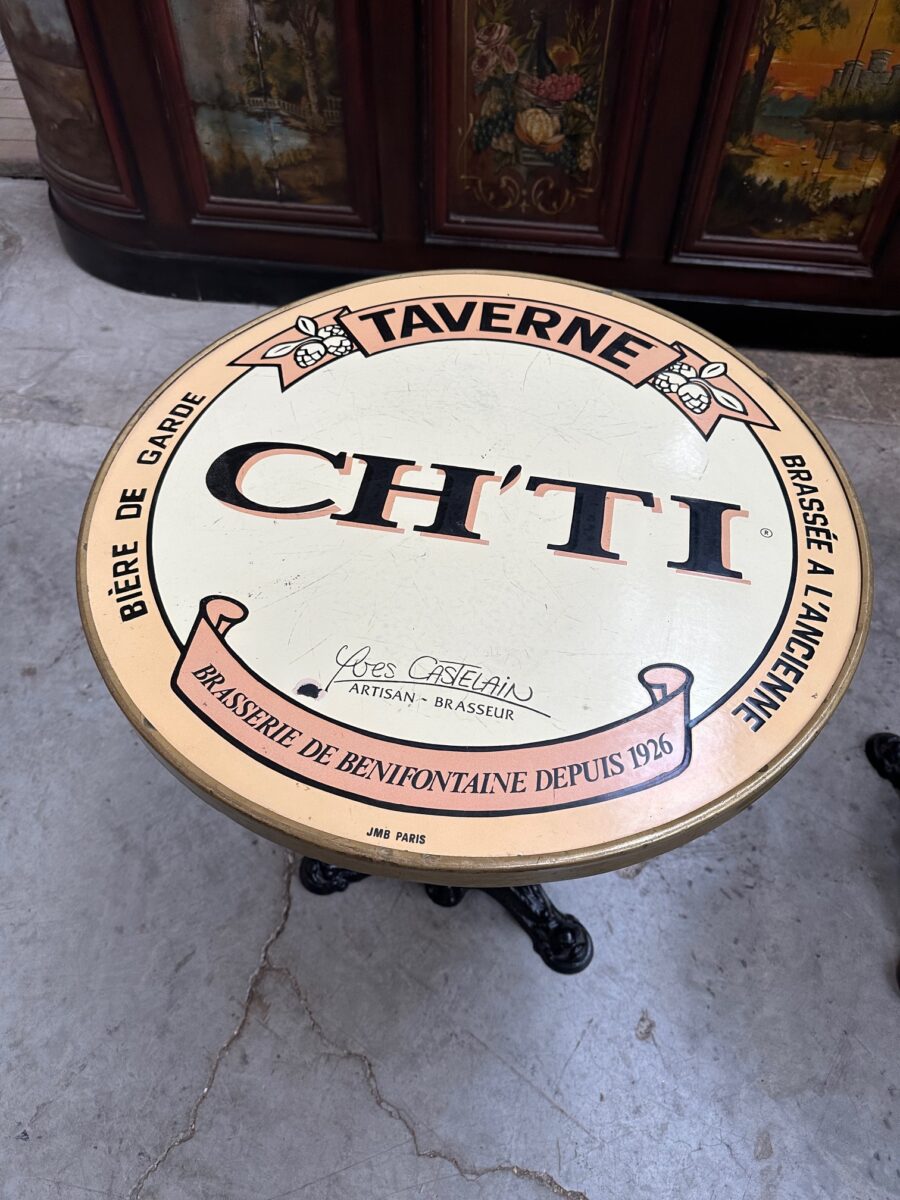 TAVERNE
BIÈRE DE GARDE
BRASSÉE A L'ANCIENNE
CH'TI ®
Yves CASTELAIN
ARTISAN - BRASSEUR
BRASSERIE DE BENIFONTAINE DEPUIS 1926
JMB PARIS